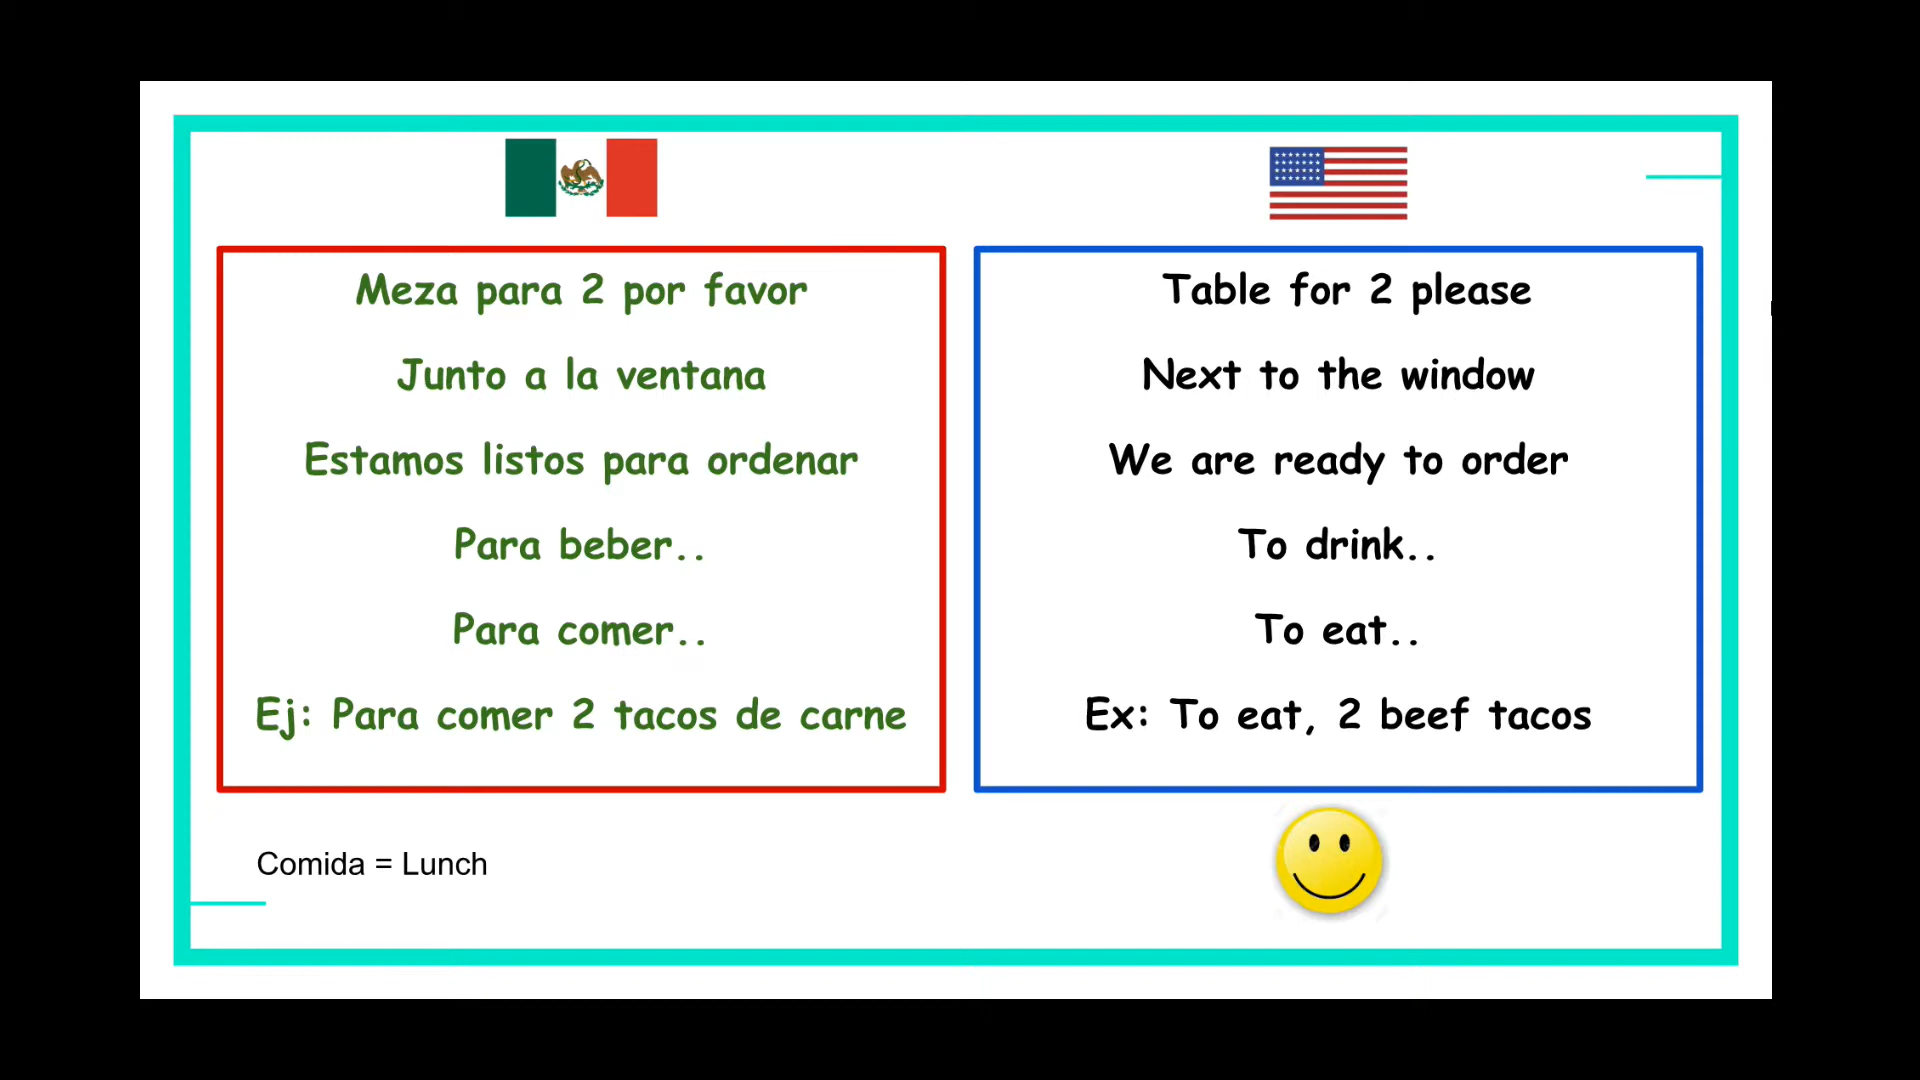 Meza para 2 por favor
Junto a la ventana
Estamos listos para ordenar
Para beber..
Para comer..
Ej: Para comer 2 tacos de carne
Table for 2 please
Next to the window
We are ready to order
To drink..
To eat..
Ex: To eat, 2 beef tacos
Comida = Lunch